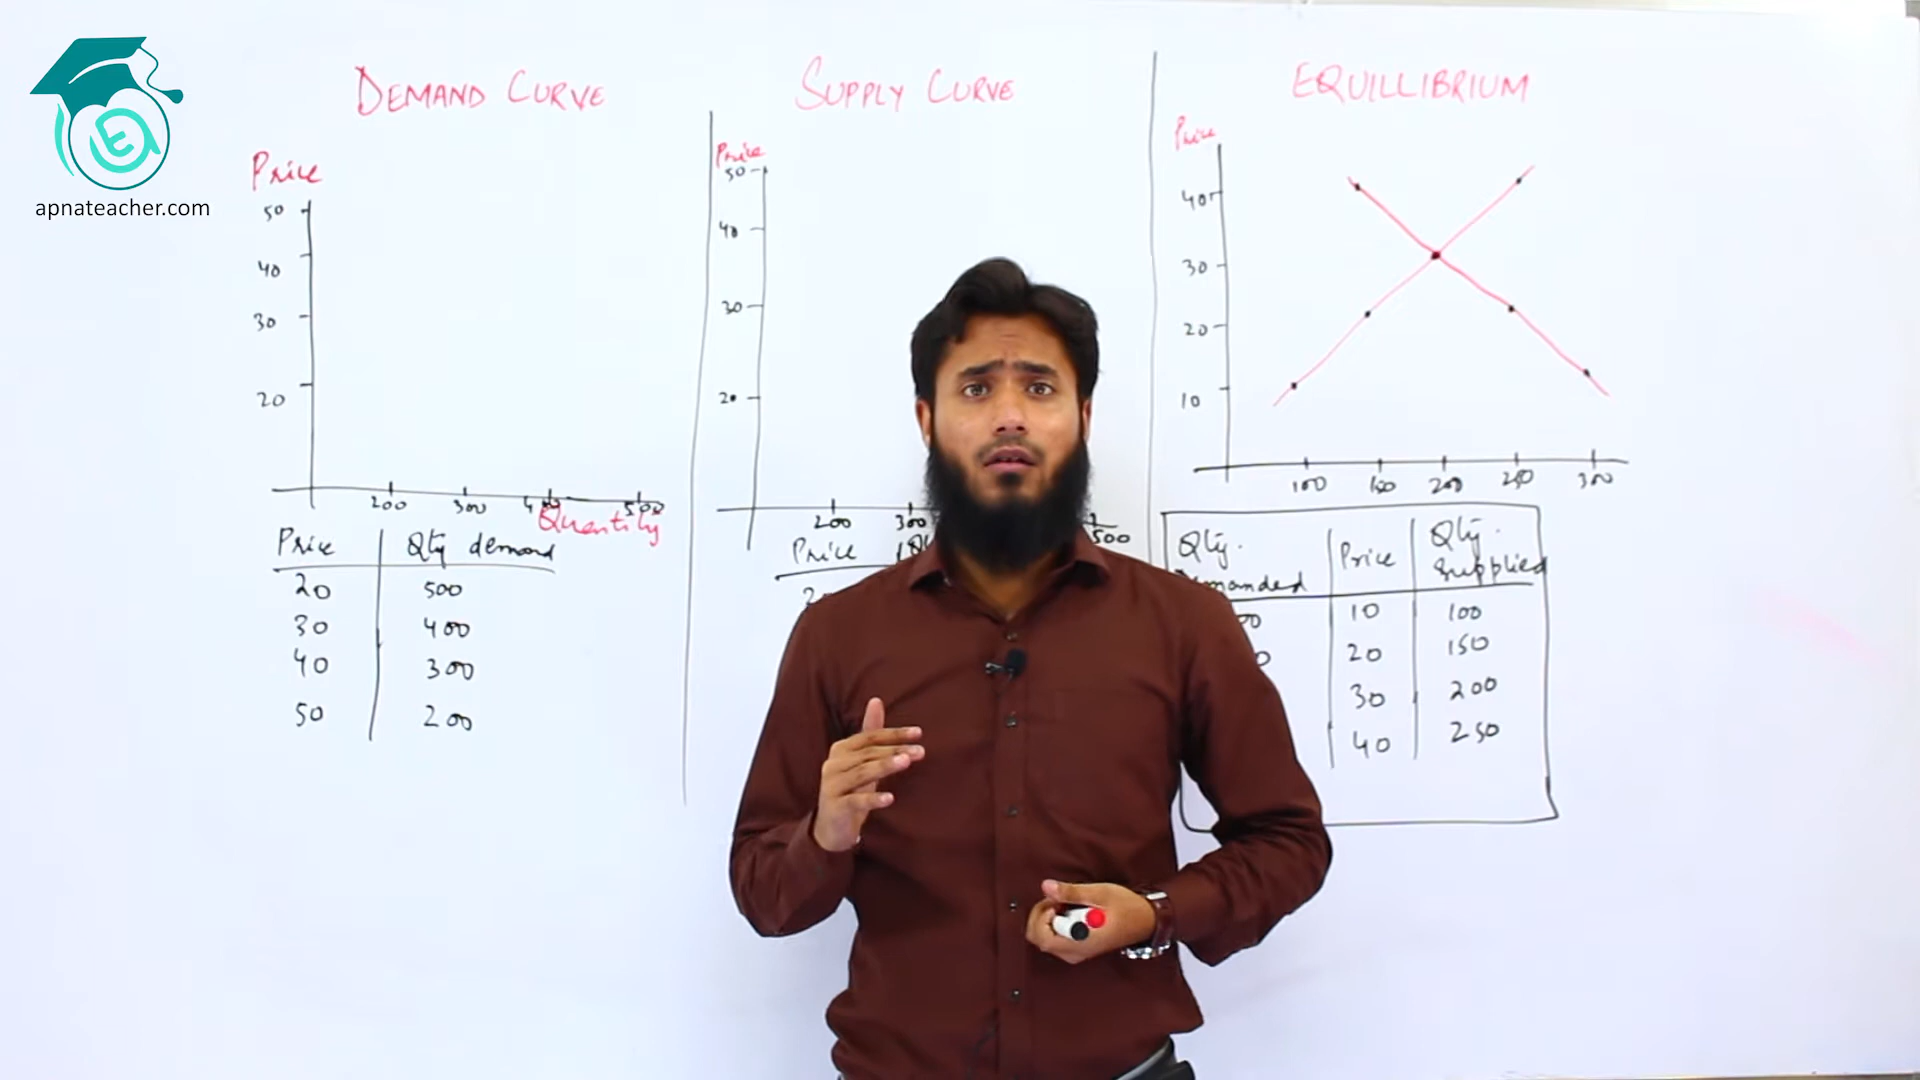 apnateacher.com
DEMAND CURVE
Price
50
40
30
20
200 300 400 500
Quantity
Price Qty demand
20 500
30 400
40 300
50 200
SUPPLY CURVE
Price
50
40
30
20
200 300 500
Price
EQUILLIBRIUM
Price
40
30
20
10
100 150 200 250 300
Qty. Price Qty.
supplied
10 100
20 150
30 200
40 250